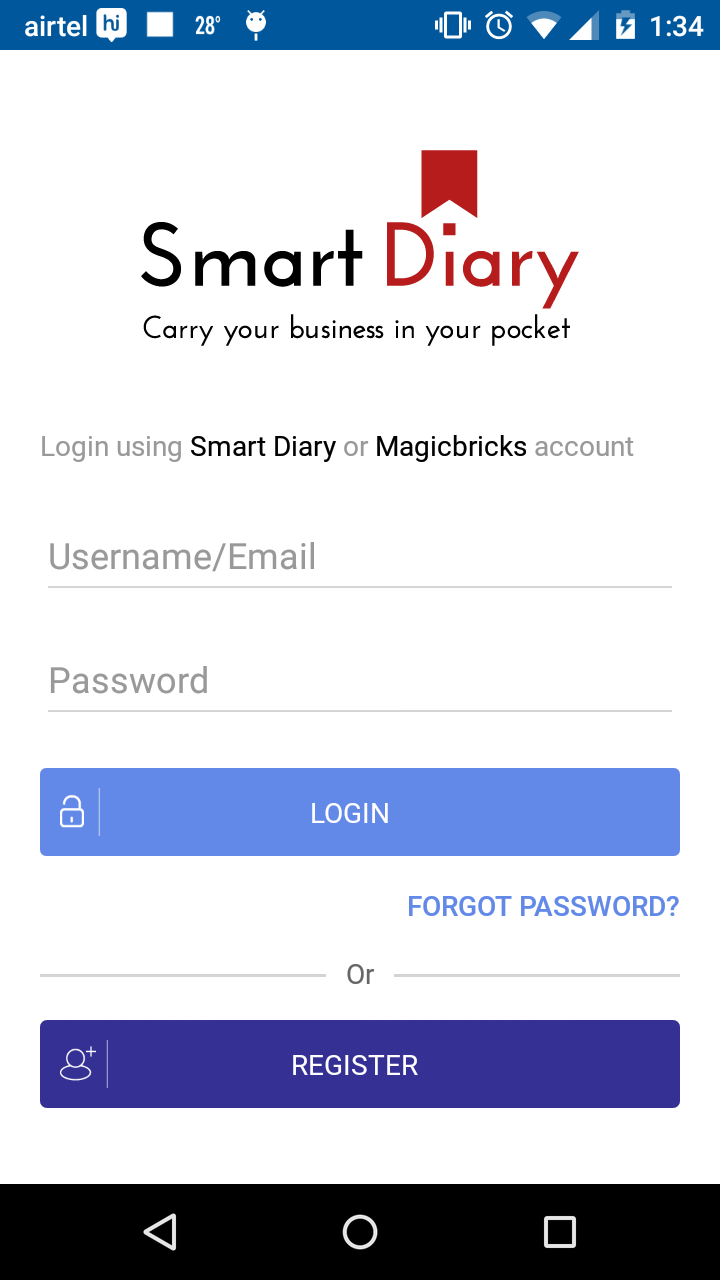 airtel hj 28° 1:34
Smart Diary
Carry your business in your pocket
Login using Smart Diary or Magicbricks account
Username/Email
Password
LOGIN
FORGOT PASSWORD?
Or
REGISTER